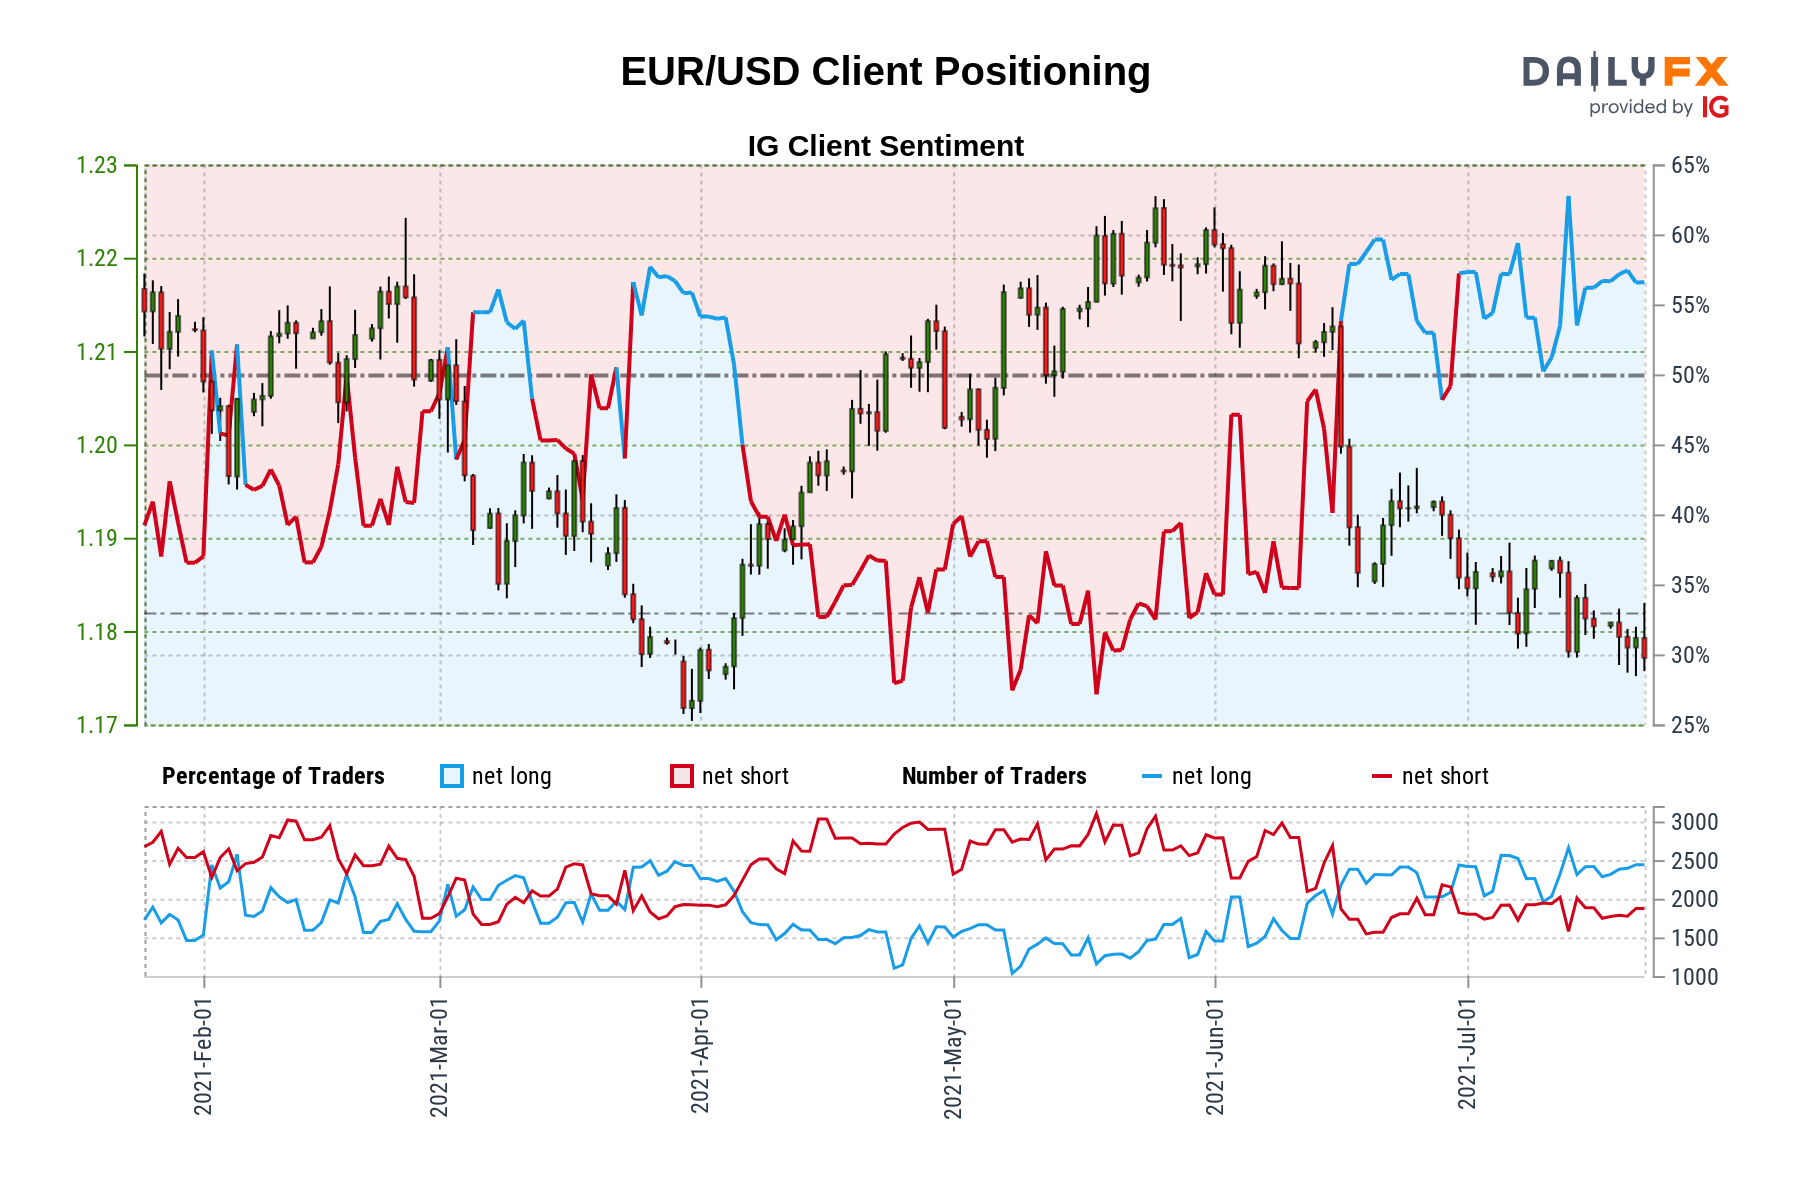 EUR/USD Client Positioning
DAILYFX
provided by IG
IG Client Sentiment
1.23
1.22
1.21
1.20
1.19
1.18
1.17
65%
60%
55%
50%
45%
40%
35%
30%
25%
Percentage of Traders net long net short Number of Traders net long net short
3000
2500
2000
1500
1000
2021-Feb-01
2021-Mar-01
2021-Apr-01
2021-May-01
2021-Jun-01
2021-Jul-01